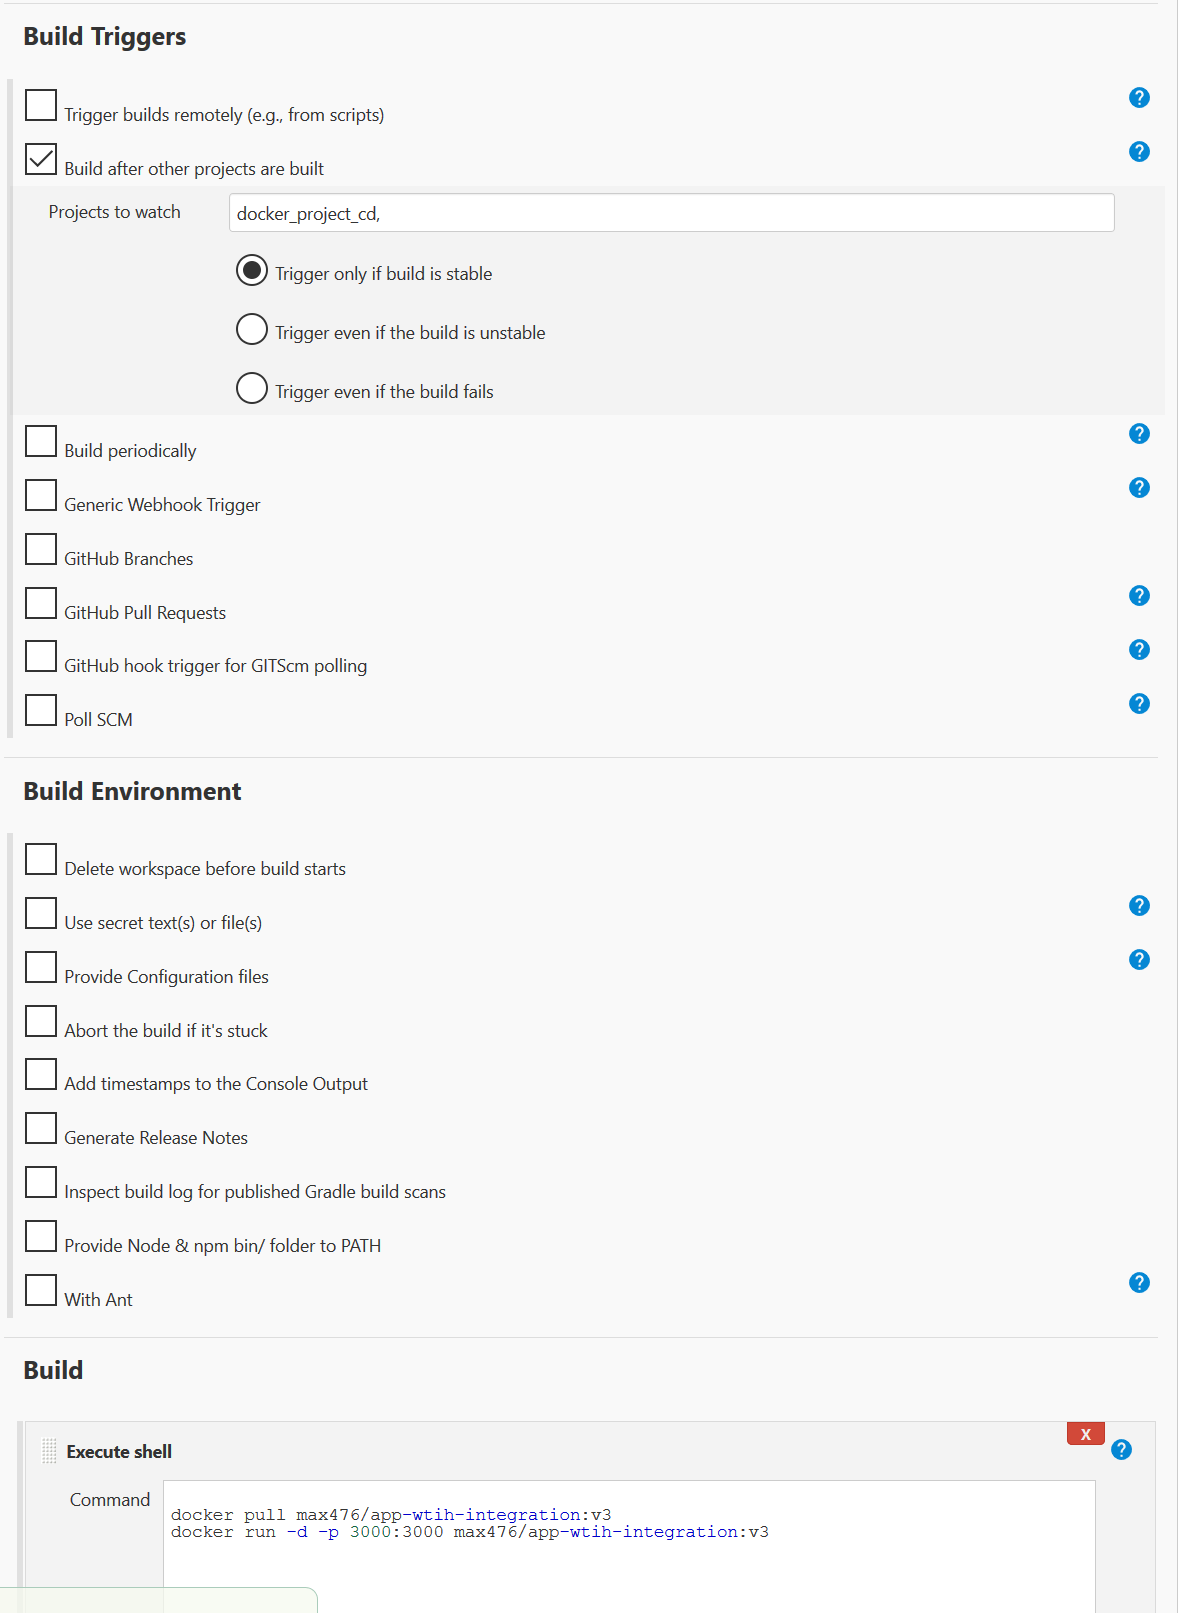 Build Triggers
Trigger builds remotely (e.g., from scripts)
Build after other projects are built
Projects to watch
docker_project_cd,
Trigger only if build is stable
Trigger even if the build is unstable
Trigger even if the build fails
Build periodically
Generic Webhook Trigger
GitHub Branches
GitHub Pull Requests
GitHub hook trigger for GITScm polling
Poll SCM
Build Environment
Delete workspace before build starts
Use secret text(s) or file(s)
Provide Configuration files
Abort the build if it's stuck
Add timestamps to the Console Output
Generate Release Notes
Inspect build log for published Gradle build scans
Provide Node & npm bin/ folder to PATH
With Ant
Build
X
Execute shell
Command
docker pull max476/app-wtih-integration:v3
docker run -d -p 3000:3000 max476/app-wtih-integration:v3